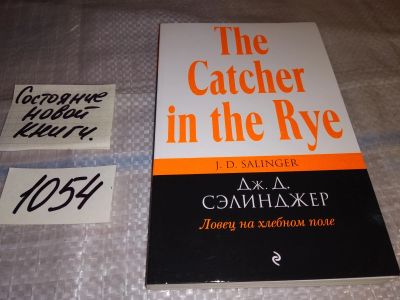 Состояние
новой
книги.
1054
The
Catcher
in the Rye
J. D. SALINGER
Дж. Д.
СЭЛИНДЖЕР
Ловец на хлебном поле